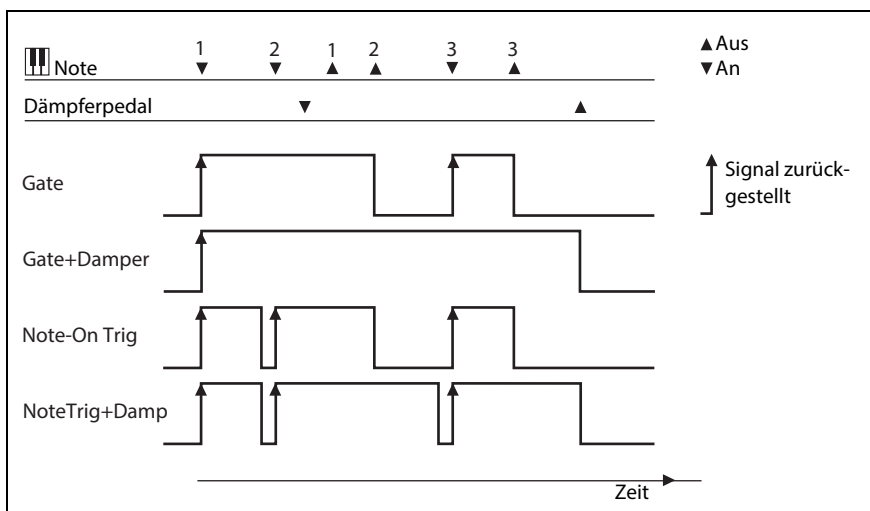 1 2 1 2 3 3
▲Aus
Note
▼An
Dämpferpedal
Gate
Signal zurück-
gestellt
Gate+Damper
Note-On Trig
NoteTrig+Damp
Zeit